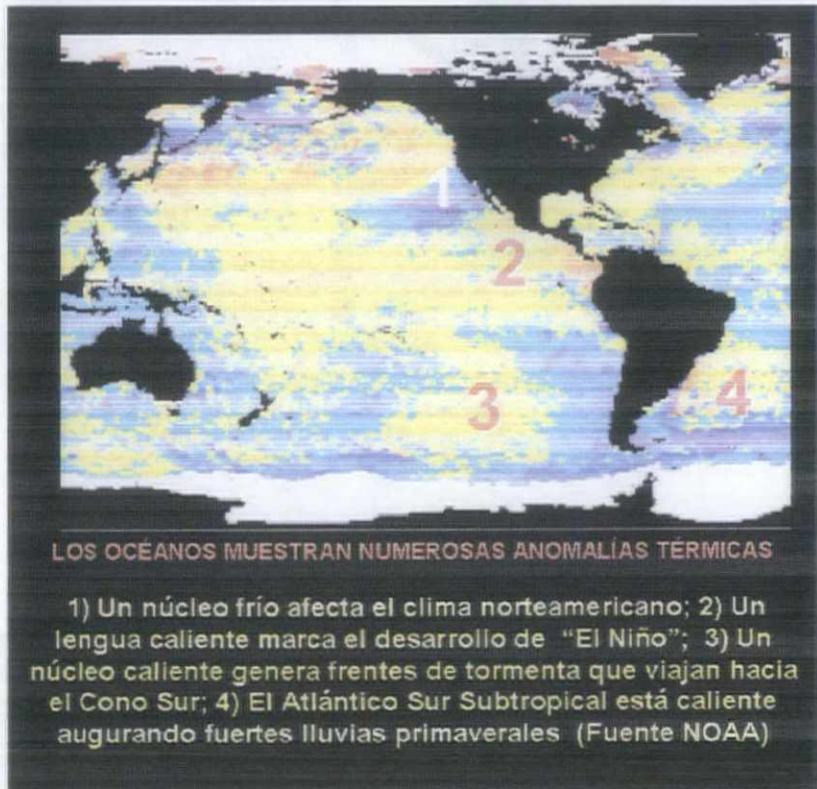 1
2
3
4
LOS OCÉANOS MUESTRAN NUMEROSAS ANOMALÍAS TÉRMICAS
1) Un núcleo frío afecta el clima norteamericano; 2) Un
lengua caliente marca el desarrollo de “El Niño”; 3) Un
núcleo caliente genera frentes de tormenta que viajan hacia
el Cono Sur; 4) El Atlántico Sur Subtropical está caliente
augurando fuertes lluvias primaverales (Fuente NOAA)